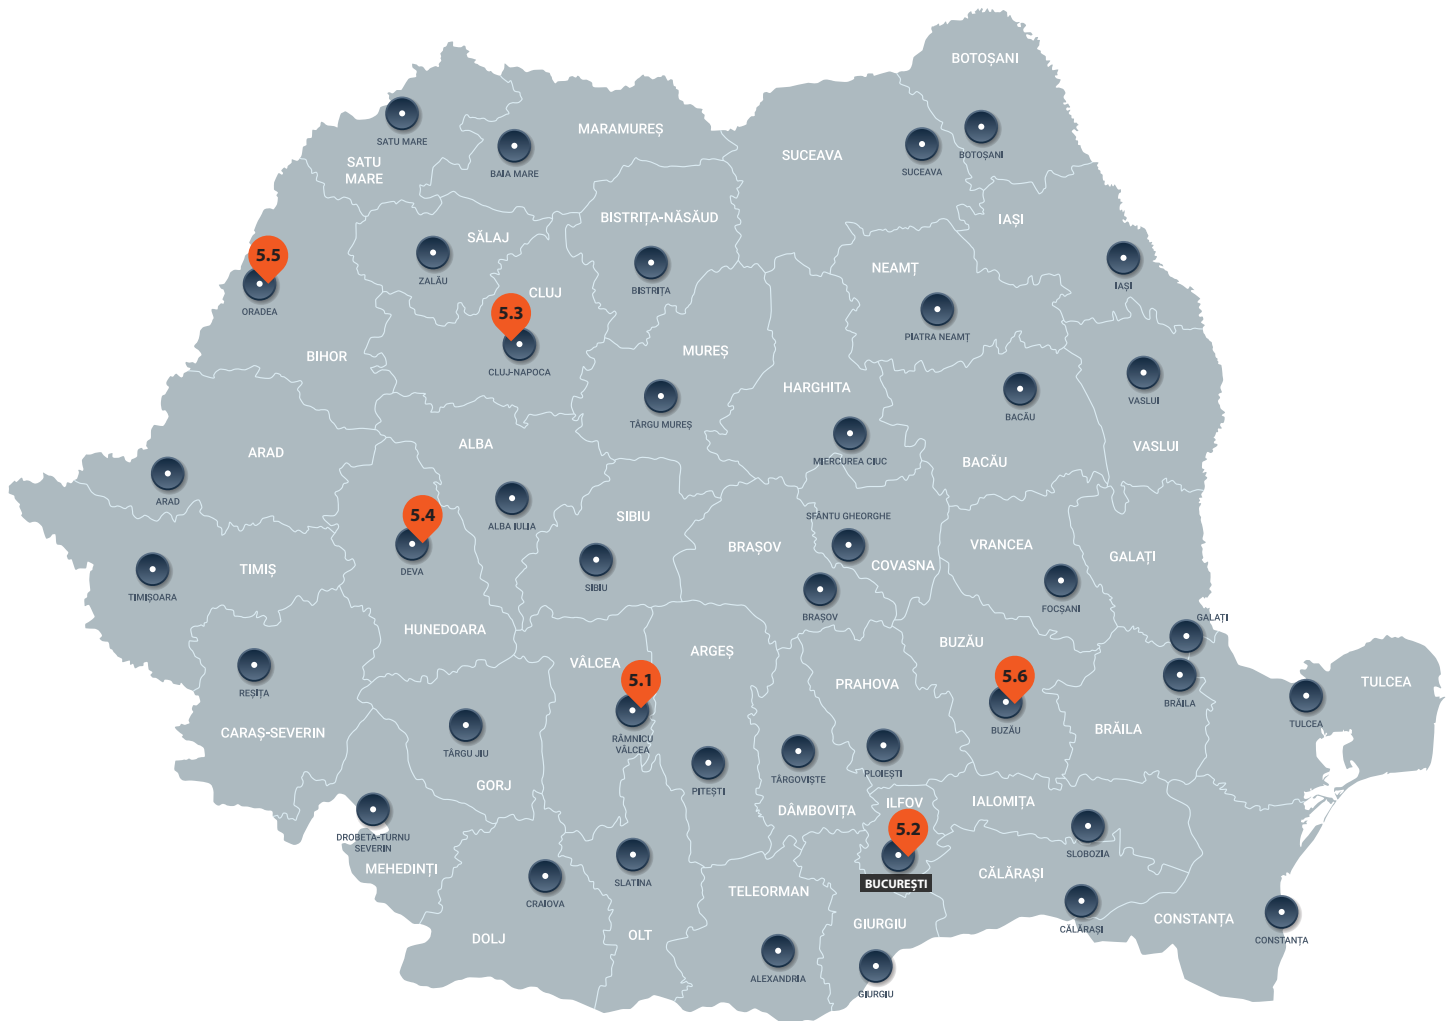 BOTOȘANI
SATU MARE
MARAMUREȘ
BOTOȘANI
BAIA MARE
SATU
MARE
SUCEAVA
SUCEAVA
BISTRIȚA-NĂSĂUD
IAȘI
SĂLAJ
5.5
ZALĂU
NEAMȚ
IAȘI
ORADEA
CLUJ
BISTRIȚA
5.3
PIATRA NEAMȚ
BIHOR
CLUJ-NAPOCA
MUREȘ
HARGHITA
VASLUI
TÂRGU MUREȘ
BACĂU
ARAD
ALBA
VASLUI
MIERCUREA CIUC
BACĂU
ARAD
5.4
ALBA IULIA
SIBIU
SFÂNTU GHEORGHE
DEVA
BRAȘOV
VRANCEA
GALAȚI
TIMIȘ
COVASNA
TIMIȘOARA
SIBIU
BRAȘOV
FOCȘANI
HUNEDOARA
GALAȚI
VÂLCEA
ARGEȘ
BUZĂU
5.1
PRAHOVA
5.6
TULCEA
REȘIȚA
BRĂILA
TULCEA
CARAȘ-SEVERIN
RÂMNICU
VÂLCEA
BUZĂU
BRĂILA
TÂRGU JIU
GORJ
PITEȘTI
TÂRGOVIȘTE
PLOIEȘTI
DÂMBOVIȚA
ILFOV
IALOMIȚA
5.2
DROBETA-TURNU
SEVERIN
SLOBOZIA
MEHEDINȚI
SLATINA
BUCUREȘTI
CĂLĂRAȘI
CRAIOVA
TELEORMAN
GIURGIU
CĂLĂRAȘI
CONSTANȚA
DOLJ
OLT
CONSTANȚA
ALEXANDRIA
GIURGIU